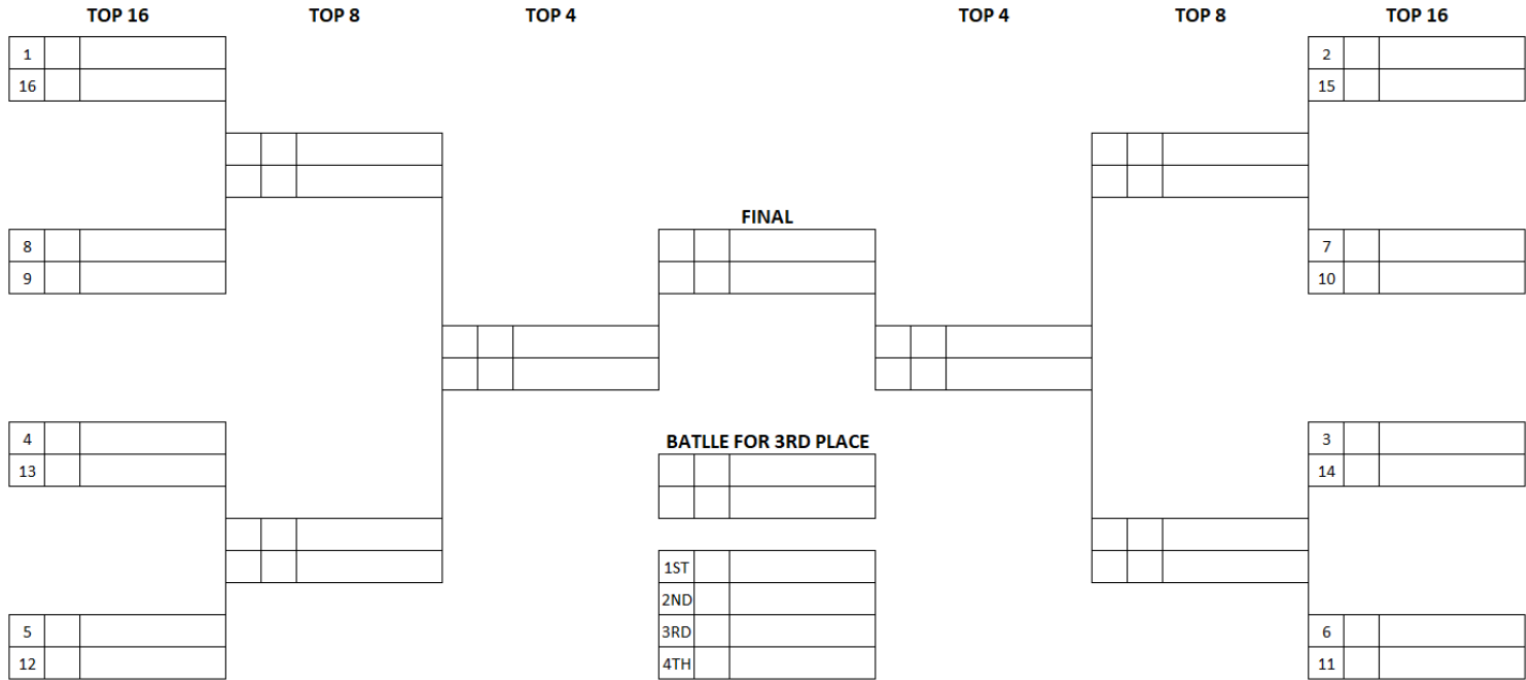 TOP 16 TOP 8 TOP 4 TOP 4 TOP 8 TOP 16
1 2
16 15
FINAL
8 7
9 10
4 3
13 14
BATLLE FOR 3RD PLACE
1ST
2ND
5 3RD 6
12 4TH 11